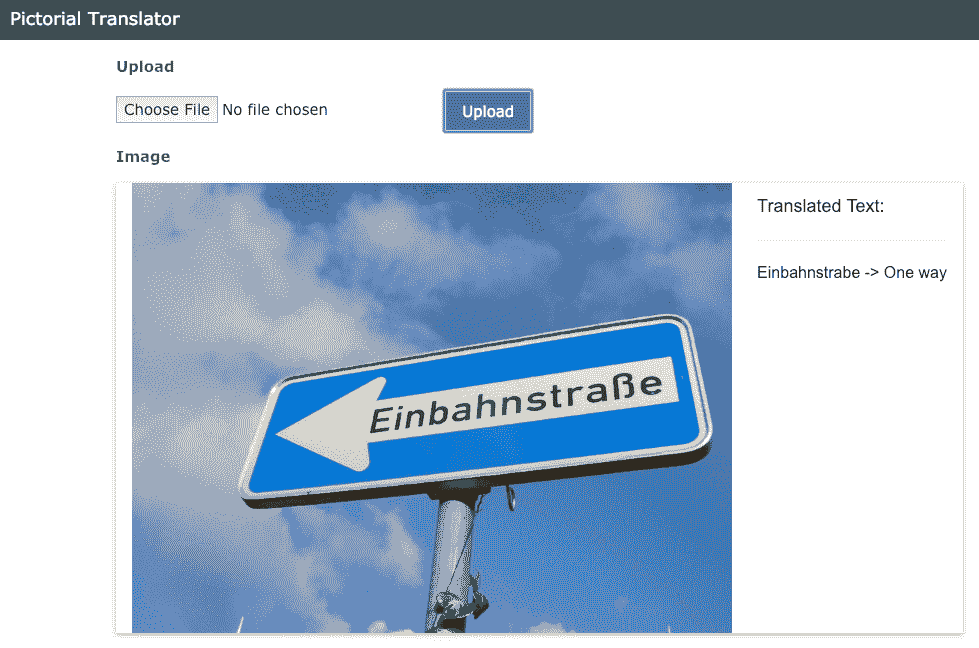 Pictorial Translator
Upload
Choose File No file chosen
Upload
Image
Translated Text:
Einbahnstrabe -> One way
Einbahnstraße